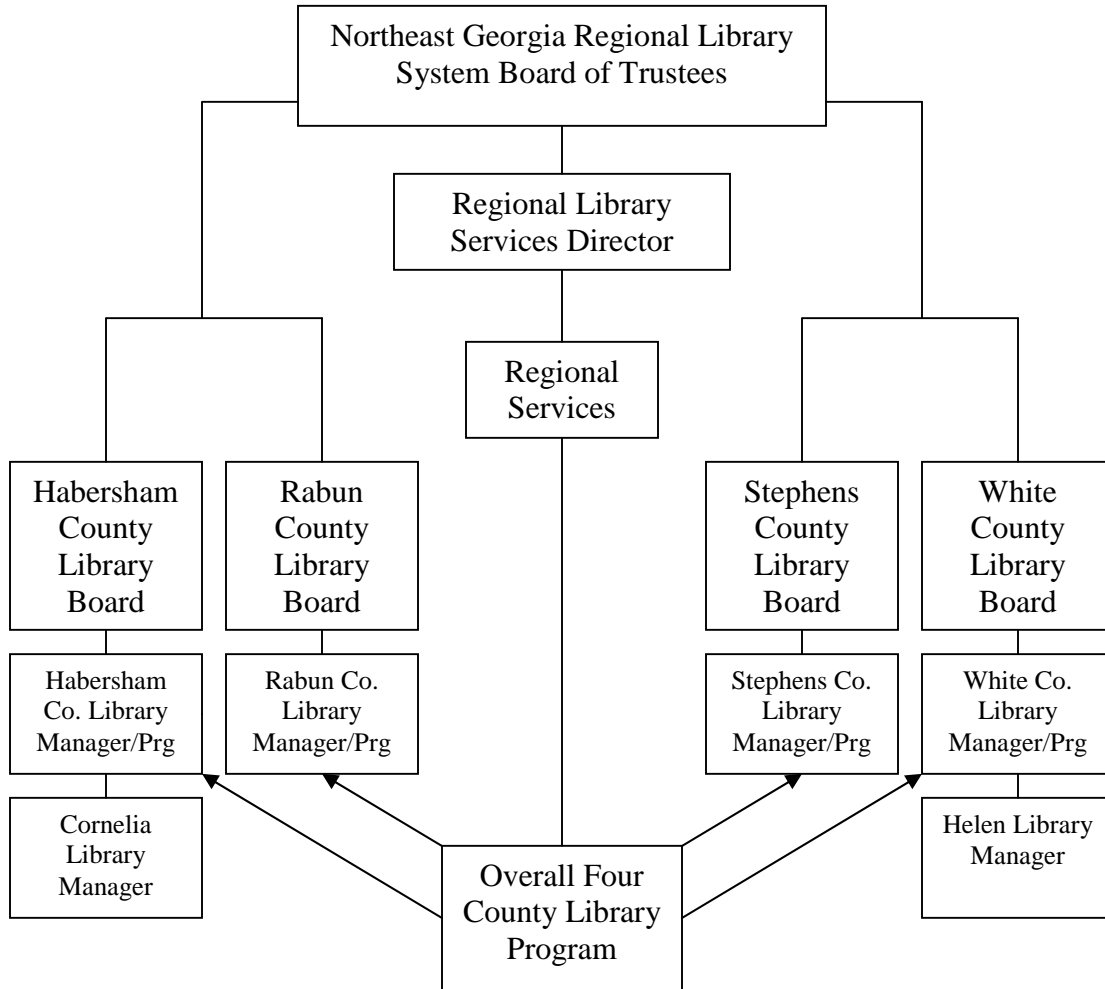 Northeast Georgia Regional Library
System Board of Trustees
Regional Library
Services Director
Regional
Services
Habersham
County
Library
Board
Rabun
County
Library
Board
Stephens
County
Library
Board
White
County
Library
Board
Habersham
Co. Library
Manager/Prg
Rabun Co.
Library
Manager/Prg
Stephens Co.
Library
Manager/Prg
White Co.
Library
Manager/Prg
Cornelia
Library
Manager
Helen Library
Manager
Overall Four
County Library
Program